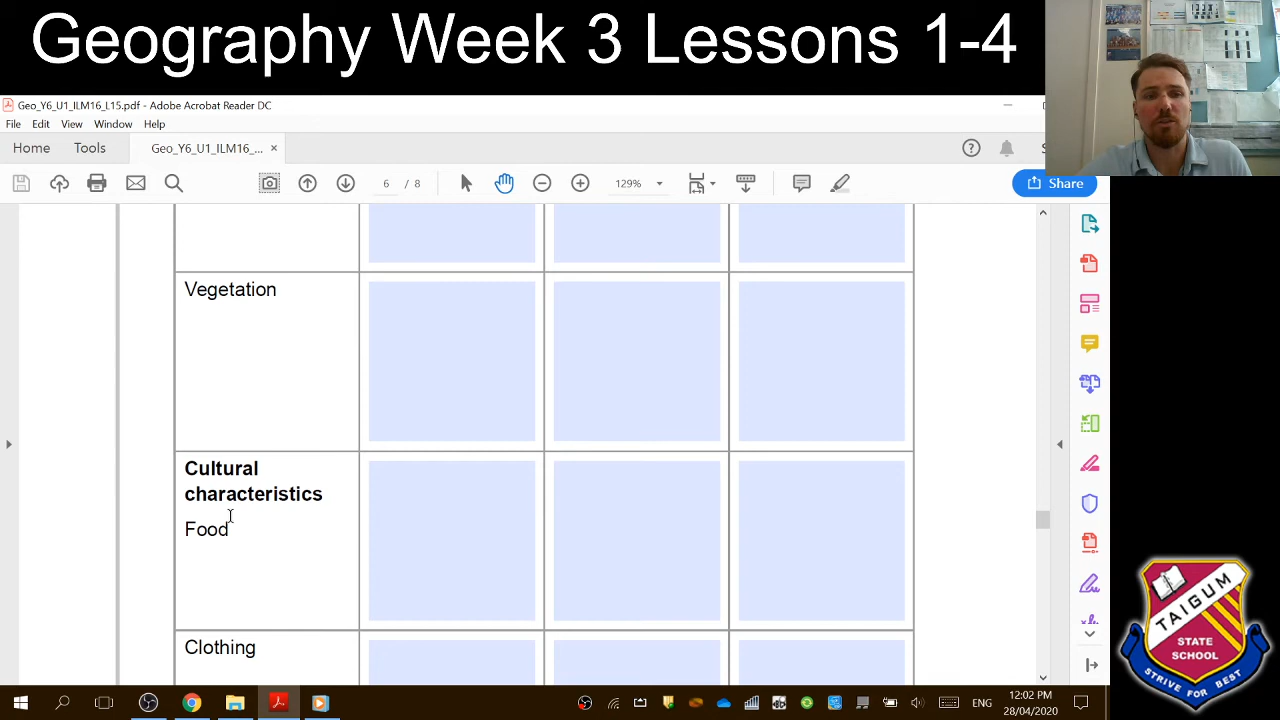 Geography Week 3 Lessons 1-4
Geo_Y6_U1_ILM16_L15.pdf - Adobe Acrobat Reader DC
File Edit View Window Help
Home Tools Geo_Y6_U1_ILM16_... ×
6 / 8 129% Share
Vegetation
Cultural
characteristics
Food
Clothing
TAIGUM
STATE
SCHOOL
STRIVE FOR BEST
ENG
12:02 PM
28/04/2020